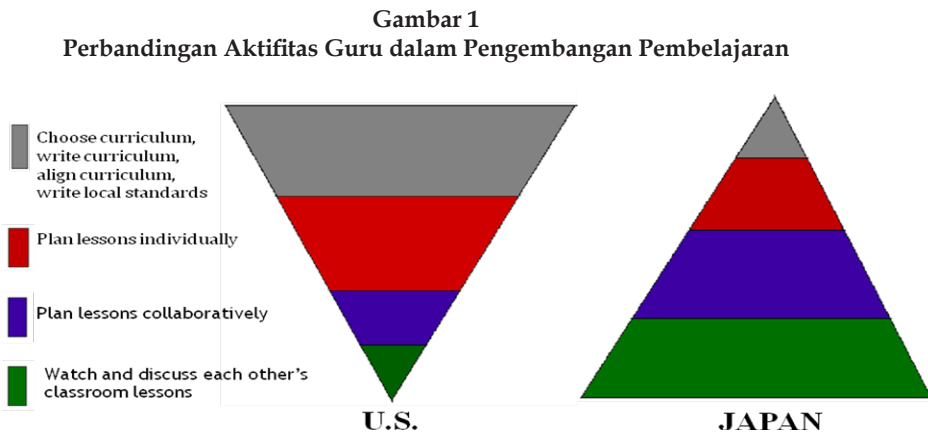 Gambar 1
Perbandingan Aktifitas Guru dalam Pengembangan Pembelajaran
Choose curriculum,
write curriculum,
align curriculum,
write local standards
Plan lessons individually
Plan lessons collaboratively
Watch and discuss each other's
classroom lessons
U.S.
JAPAN